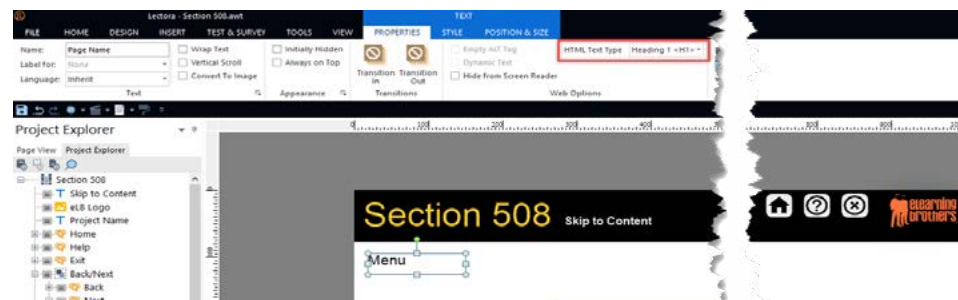 Lectora - Section 508.awt
TEXT
FILE HOME DESIGN INSERT TEST & SURVEY TOOLS VIEW PROPERTIES STYLE POSITION & SIZE
Name: Page Name Wrap Text Initially Hidden Empty ALT Tag HTML Text Type Heading 1 <H1>
Label for: None Vertical Scroll Always on Top Dynamic Text
Language: Inherit Convert To Image Transition In Transition Out Hide from Screen Reader
Text Appearance Transitions Web Options
Project Explorer
Page View Project Explorer
Section 508
Skip to Content
eLB Logo
Project Name
Home
Help
Exit
Back/Next
Back
Next
Section 508 Skip to Content
elearning
brothers
Menu